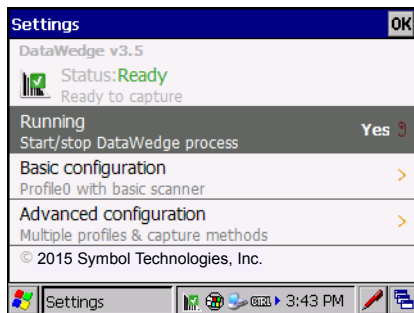 Settings OK
DataWedge v3.5
Status:Ready
Ready to capture
Running
Start/stop DataWedge process
Yes
Basic configuration
Profile0 with basic scanner
Advanced configuration
Multiple profiles & capture methods
© 2015 Symbol Technologies, Inc.
Settings 3:43 PM